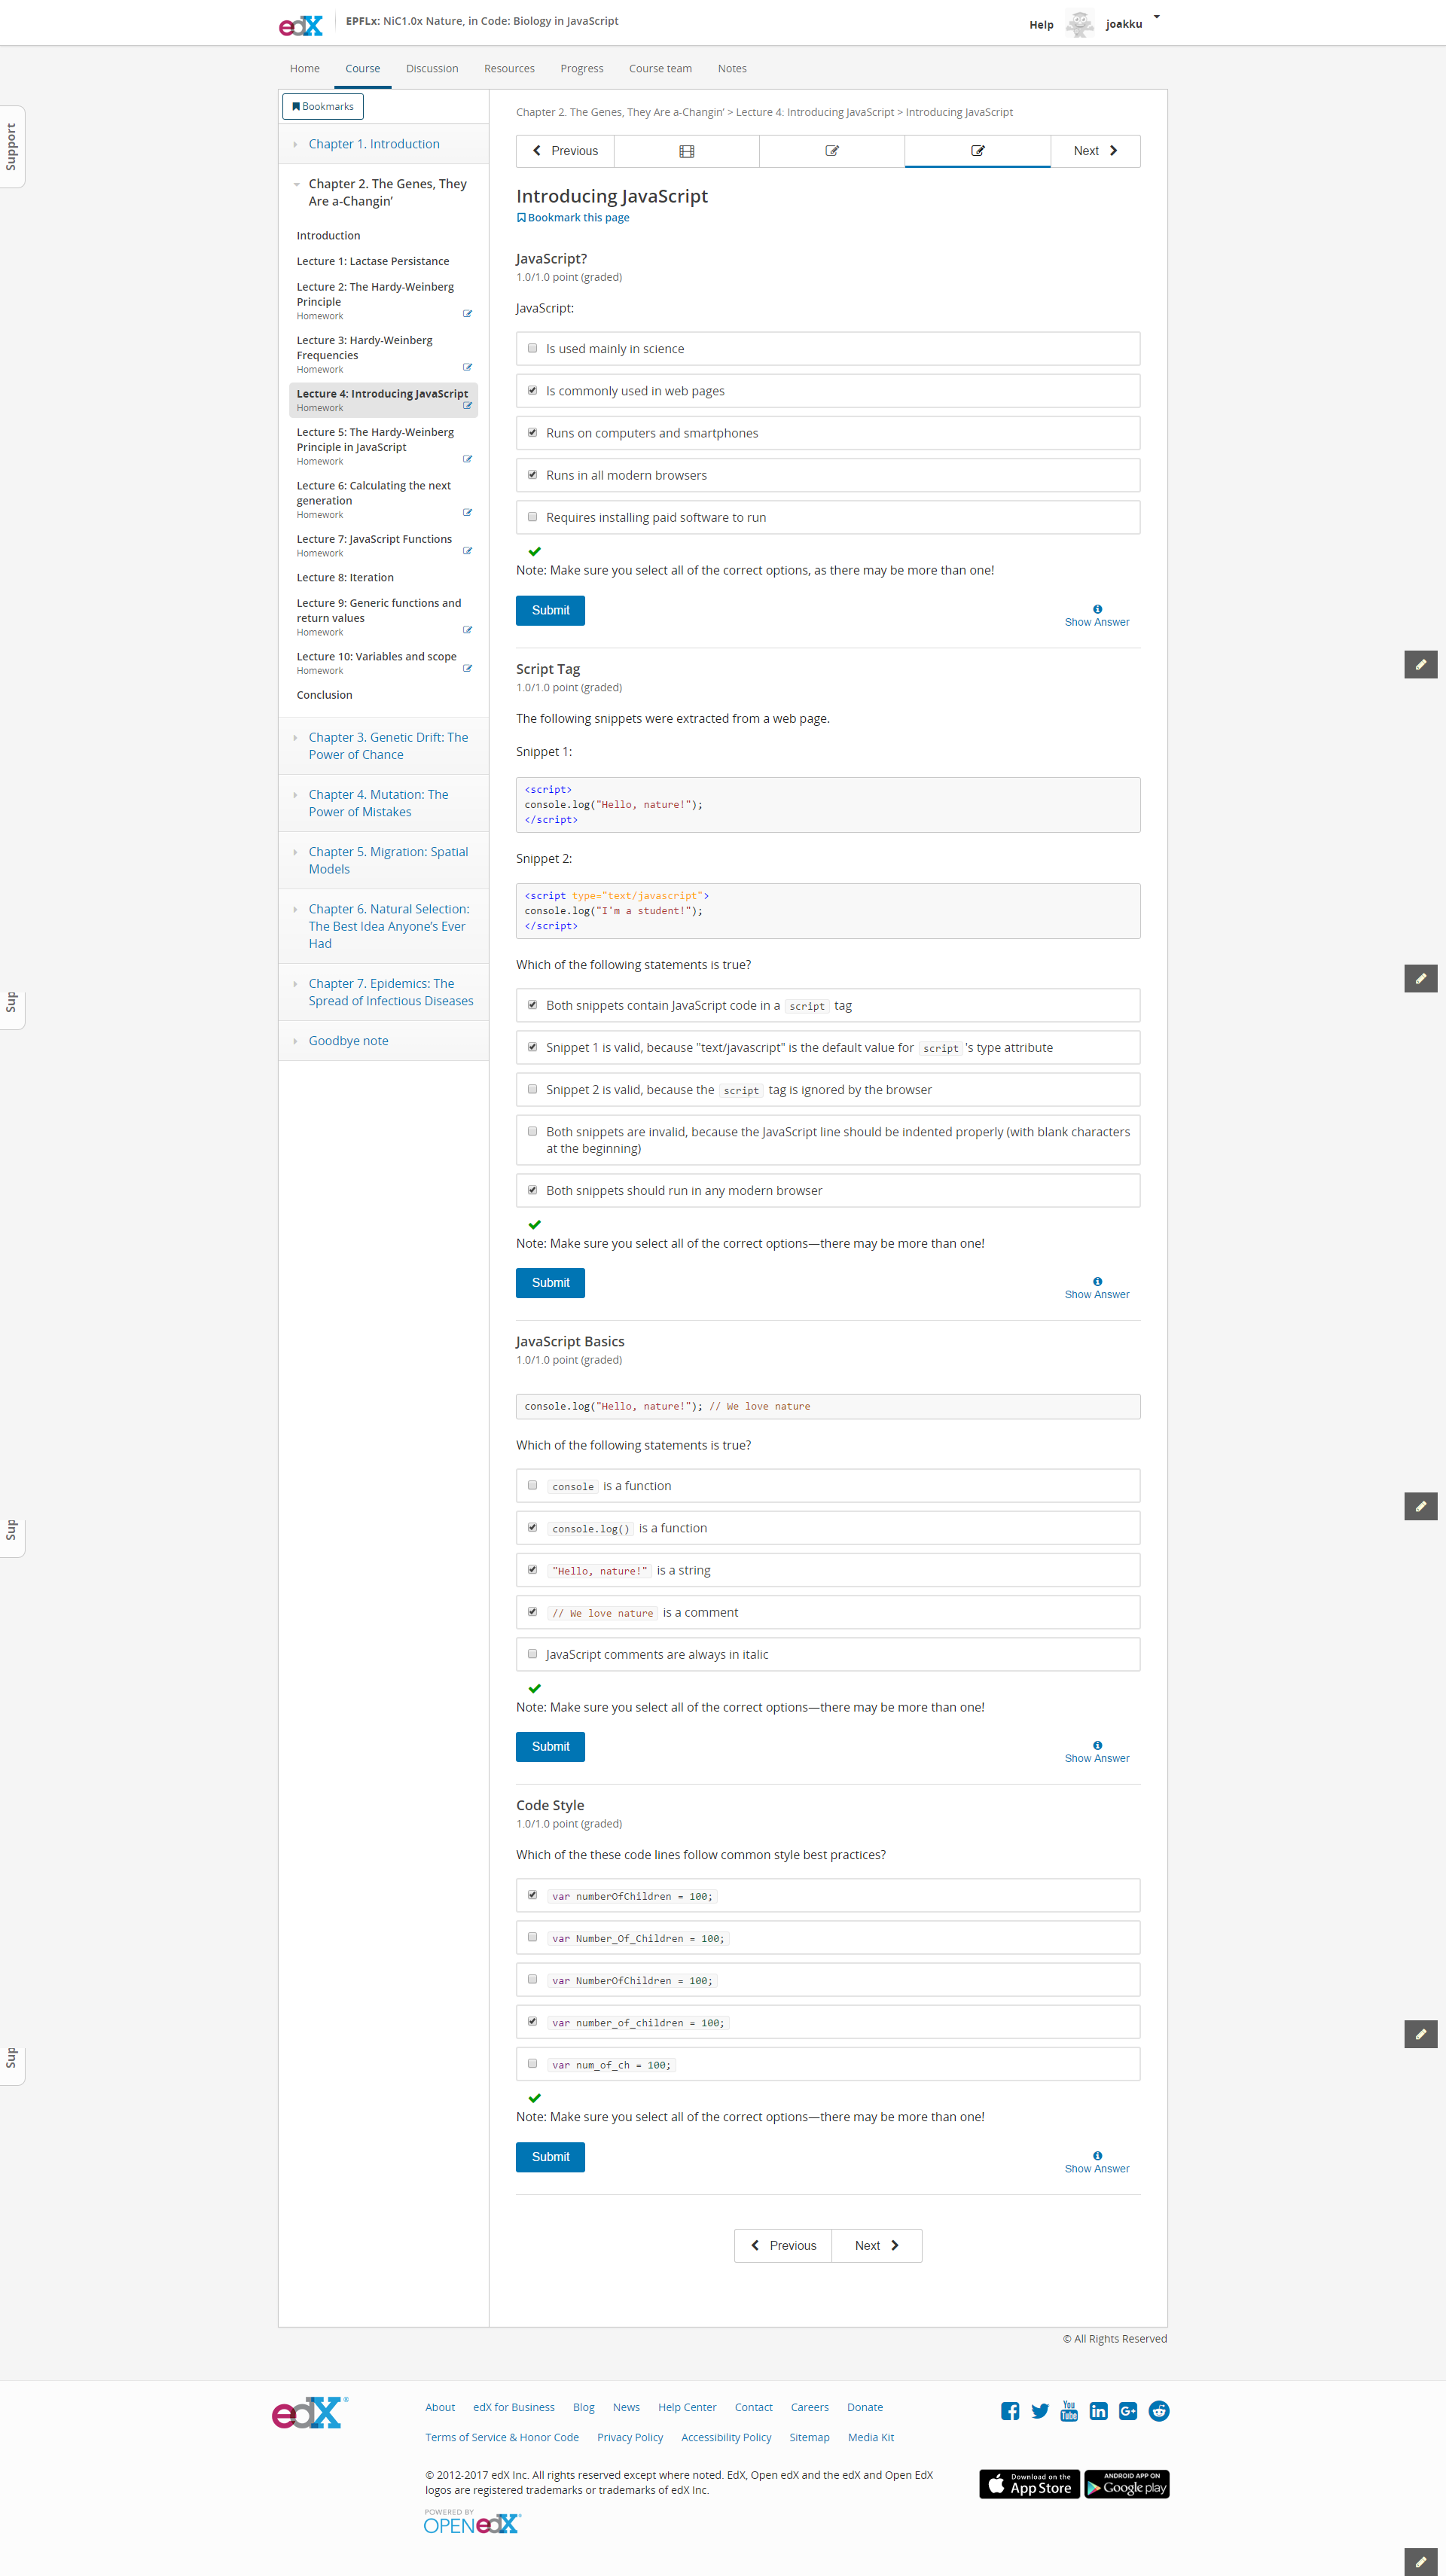 edX
EPFLx: NiC1.0x Nature, in Code: Biology in JavaScript
Help
joakku
Home
Course
Discussion
Resources
Progress
Course team
Notes
Support
Bookmarks
Chapter 1. Introduction
Chapter 2. The Genes, They
Are a-Changin’
Introduction
Lecture 1: Lactase Persistance
Lecture 2: The Hardy-Weinberg
Principle
Homework
Lecture 3: Hardy-Weinberg
Frequencies
Homework
Lecture 4: Introducing JavaScript
Homework
Lecture 5: The Hardy-Weinberg
Principle in JavaScript
Homework
Lecture 6: Calculating the next
generation
Homework
Lecture 7: JavaScript Functions
Homework
Lecture 8: Iteration
Lecture 9: Generic functions and
return values
Homework
Lecture 10: Variables and scope
Homework
Conclusion
Chapter 3. Genetic Drift: The
Power of Chance
Chapter 4. Mutation: The
Power of Mistakes
Chapter 5. Migration: Spatial
Models
Chapter 6. Natural Selection:
The Best Idea Anyone’s Ever
Had
Chapter 7. Epidemics: The
Spread of Infectious Diseases
Goodbye note
Sup
Sup
Sup
Chapter 2. The Genes, They Are a-Changin’ > Lecture 4: Introducing JavaScript > Introducing JavaScript
Previous
Next
Introducing JavaScript
Bookmark this page
JavaScript?
1.0/1.0 point (graded)
JavaScript:
Is used mainly in science
Is commonly used in web pages
Runs on computers and smartphones
Runs in all modern browsers
Requires installing paid software to run
Note: Make sure you select all of the correct options, as there may be more than one!
Submit
Show Answer
Script Tag
1.0/1.0 point (graded)
The following snippets were extracted from a web page.
Snippet 1:
<script>
console.log("Hello, nature!");
</script>
Snippet 2:
<script type="text/javascript">
console.log("I'm a student!");
</script>
Which of the following statements is true?
Both snippets contain JavaScript code in a script tag
Snippet 1 is valid, because "text/javascript" is the default value for script 's type attribute
Snippet 2 is valid, because the script tag is ignored by the browser
Both snippets are invalid, because the JavaScript line should be indented properly (with blank characters
at the beginning)
Both snippets should run in any modern browser
Note: Make sure you select all of the correct options—there may be more than one!
Submit
Show Answer
JavaScript Basics
1.0/1.0 point (graded)
console.log("Hello, nature!"); // We love nature
Which of the following statements is true?
console is a function
console.log() is a function
"Hello, nature!" is a string
// We love nature is a comment
JavaScript comments are always in italic
Note: Make sure you select all of the correct options—there may be more than one!
Submit
Show Answer
Code Style
1.0/1.0 point (graded)
Which of the these code lines follow common style best practices?
var numberOfChildren = 100;
var Number_Of_Children = 100;
var NumberOfChildren = 100;
var number_of_children = 100;
var num_of_ch = 100;
Note: Make sure you select all of the correct options—there may be more than one!
Submit
Show Answer
Previous
Next
© All Rights Reserved
edX®
About edX for Business Blog News Help Center Contact Careers Donate
Terms of Service & Honor Code Privacy Policy Accessibility Policy Sitemap Media Kit
You Tube in G+
© 2012-2017 edX Inc. All rights reserved except where noted. EdX, Open edX and the edX and Open EdX
logos are registered trademarks or trademarks of edX Inc.
Download on the
App Store
ANDROID APP ON
Google play
POWERED BY
OPEN edX®